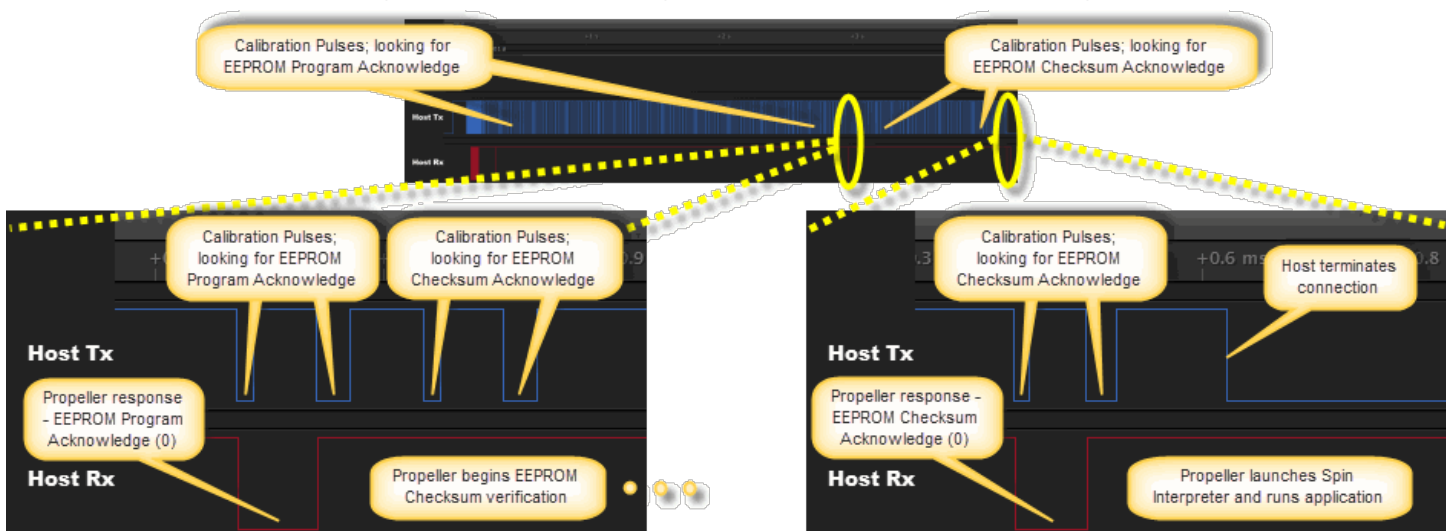 Calibration Pulses; looking for
EEPROM Program Acknowledge
Calibration Pulses; looking for
EEPROM Checksum Acknowledge
Host Tx
Host Rx
Calibration Pulses;
looking for EEPROM
Program Acknowledge
Calibration Pulses;
looking for EEPROM
Checksum Acknowledge
0.9
Host Tx
Propeller response
- EEPROM Program
Acknowledge (0)
Host Rx
Propeller begins EEPROM
Checksum verification
Calibration Pulses;
looking for EEPROM
Checksum Acknowledge
+0.6 ms
Host terminates
connection
Host Tx
Propeller response –
EEPROM Checksum
Acknowledge (0)
Host Rx
Propeller launches Spin
Interpreter and runs application